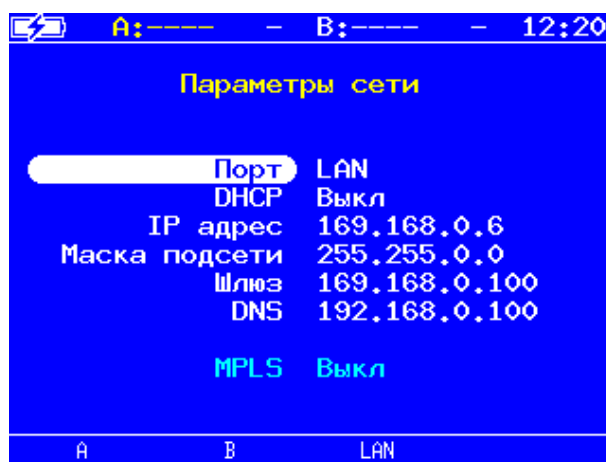 A:---- - B:---- - 12:20
Параметры сети
Порт LAN
DHCP Выкл
IP адрес 169.168.0.6
Маска подсети 255.255.0.0
Шлюз 169.168.0.100
DNS 192.168.0.100
MPLS Выкл
A B LAN